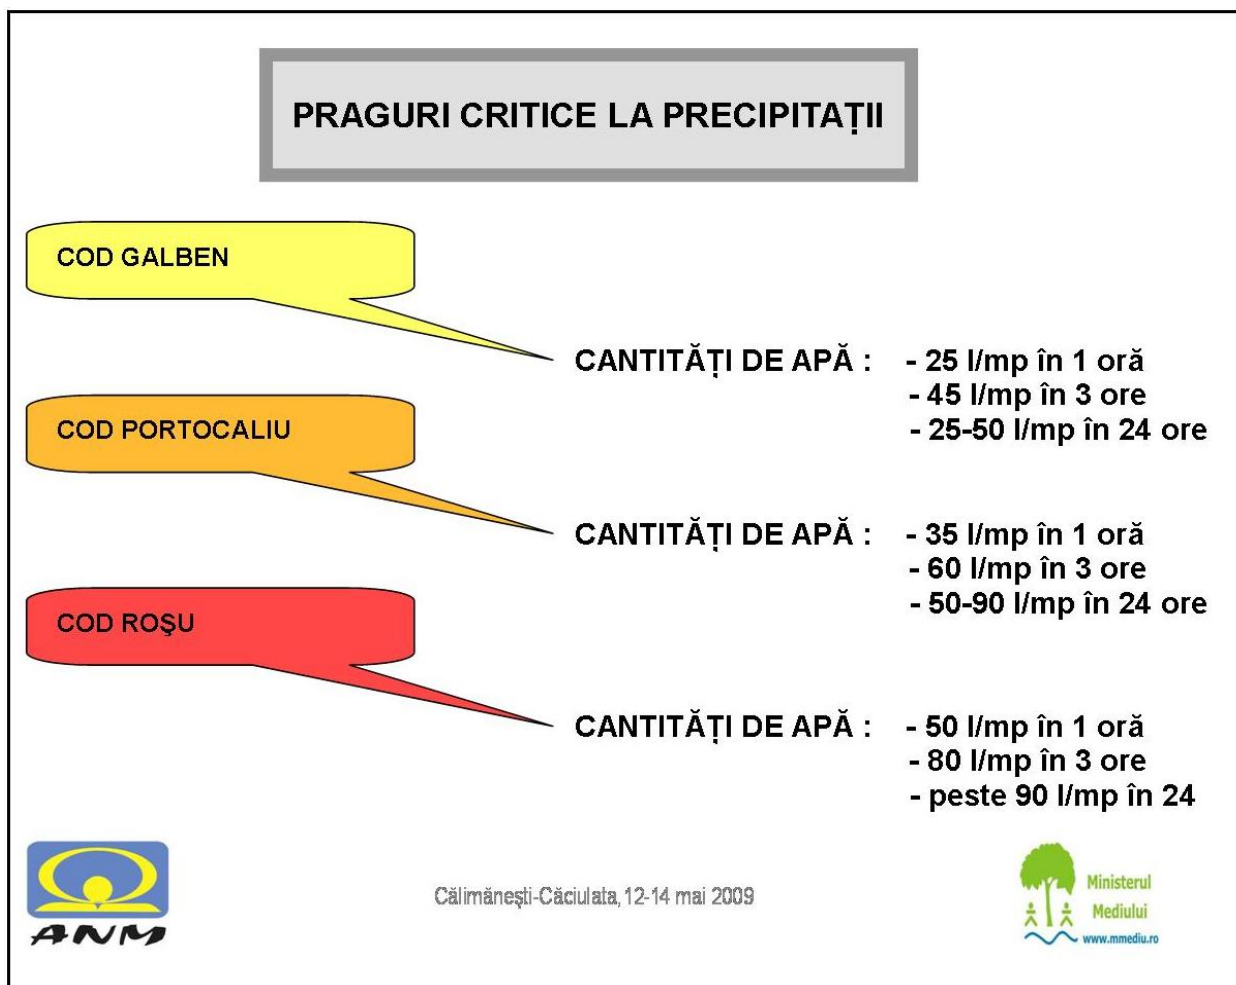 PRAGURI CRITICE LA PRECIPITAȚII
COD GALBEN
CANTITĂȚI DE APĂ : - 25 l/mp în 1 oră
- 45 l/mp în 3 ore
- 25-50 l/mp în 24 ore
COD PORTOCALIU
CANTITĂȚI DE APĂ : - 35 l/mp în 1 oră
- 60 l/mp în 3 ore
- 50-90 l/mp în 24 ore
COD ROŞU
CANTITĂȚI DE APĂ : - 50 l/mp în 1 oră
- 80 l/mp în 3 ore
- peste 90 l/mp în 24
ANM
Călimăneşti-Căciulata, 12-14 mai 2009
Ministerul
Mediului
www.mmediu.ro